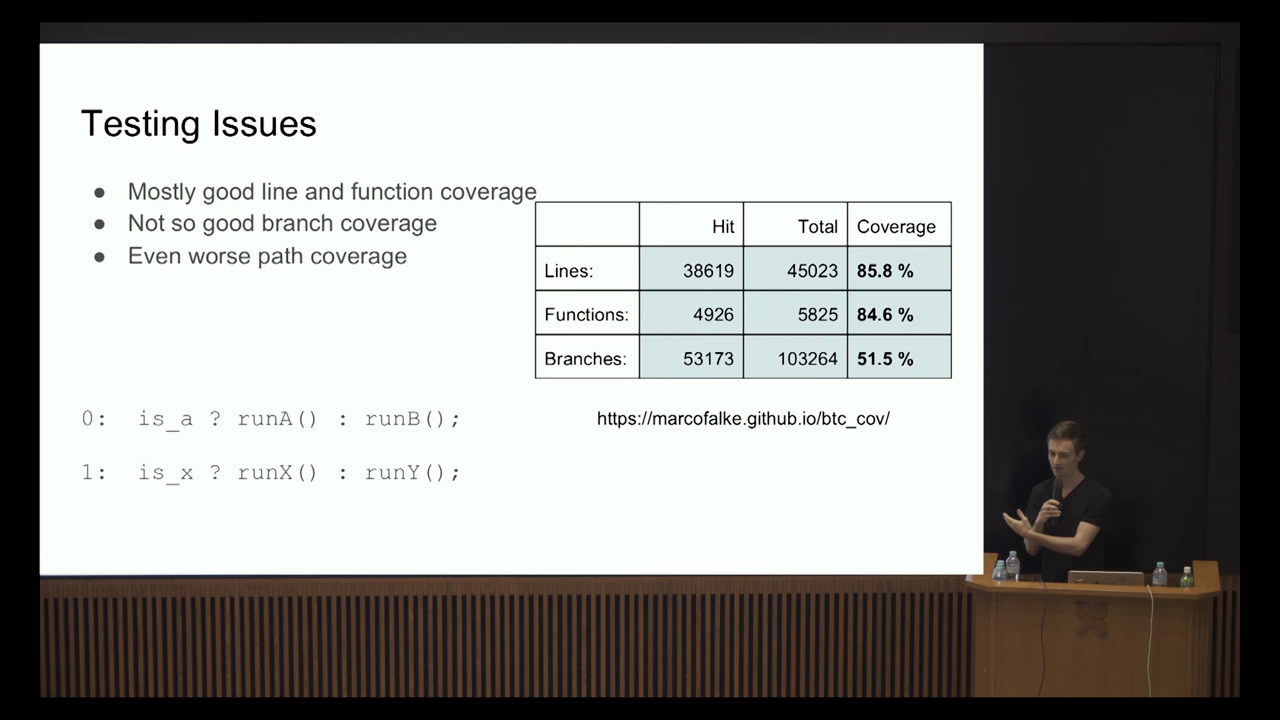 Testing Issues
● Mostly good line and function coverage
● Not so good branch coverage
● Even worse path coverage
Hit Total Coverage
Lines: 38619 45023 85.8 %
Functions: 4926 5825 84.6 %
Branches: 53173 103264 51.5 %
https://marcofalke.github.io/btc_cov/
0: is_a ? runA() : runB();
1: is_x ? runX() : runY();